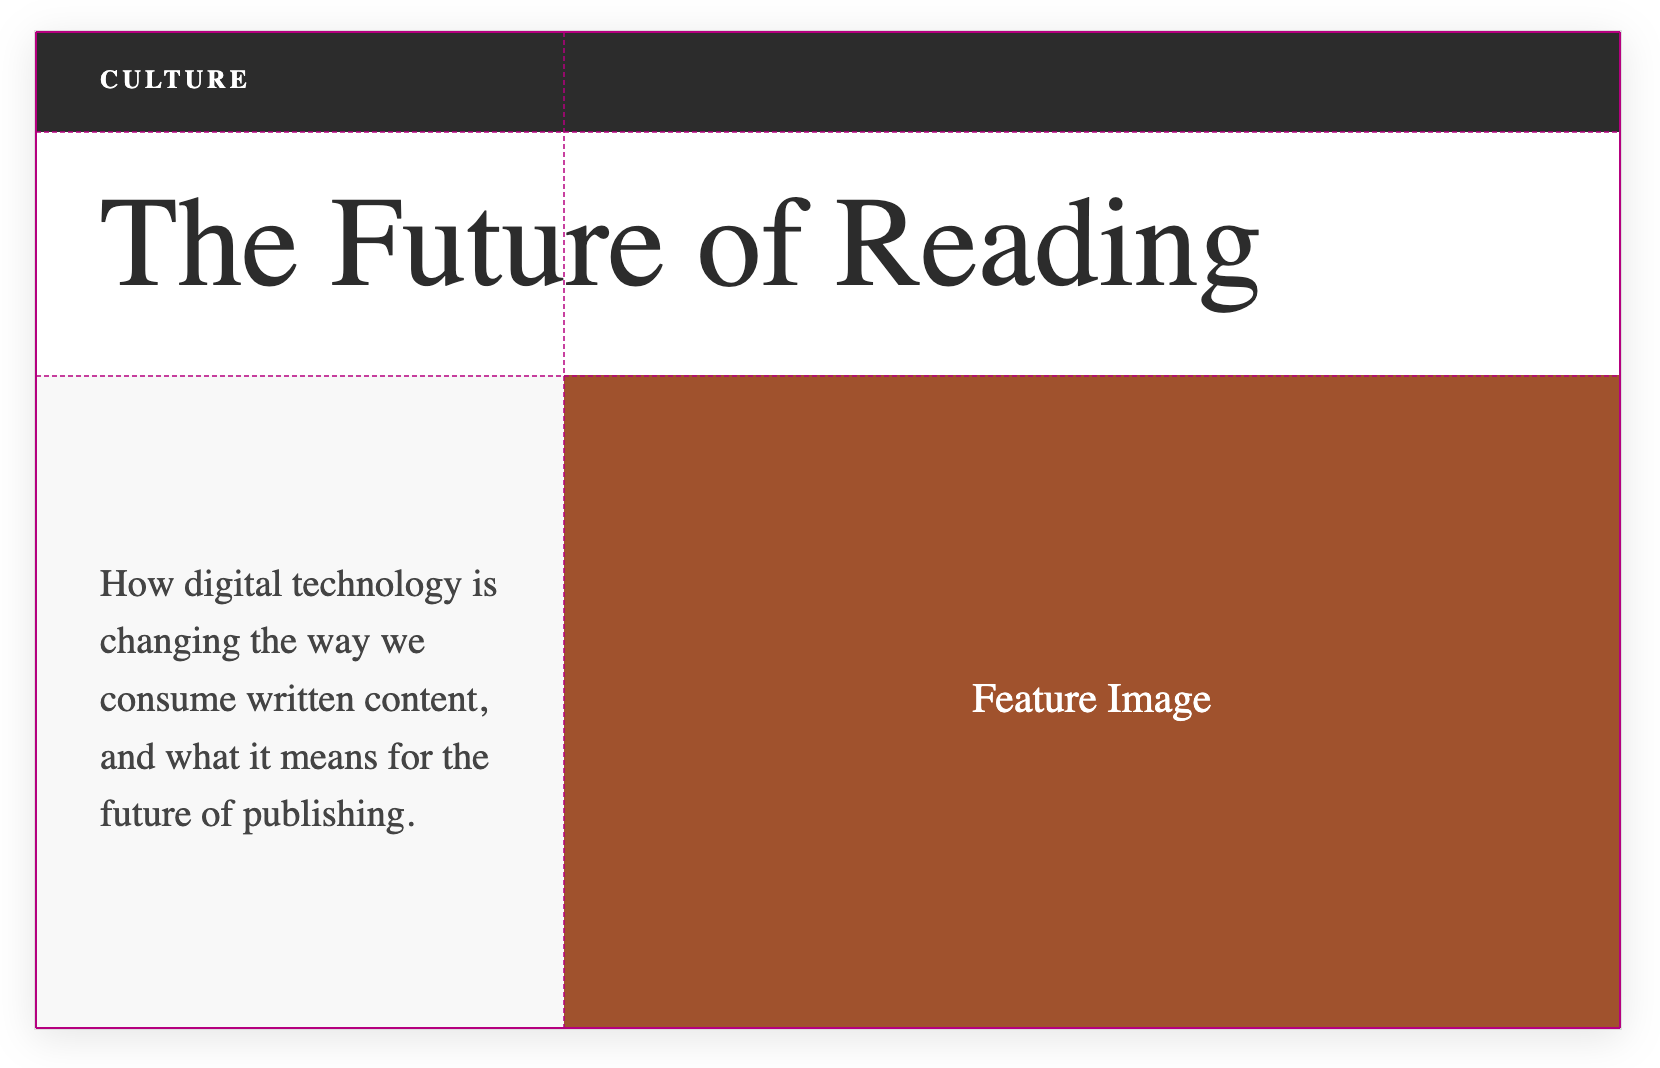 CULTURE
The Future of Reading
How digital technology is
changing the way we
consume written content,
and what it means for the
future of publishing.
Feature Image